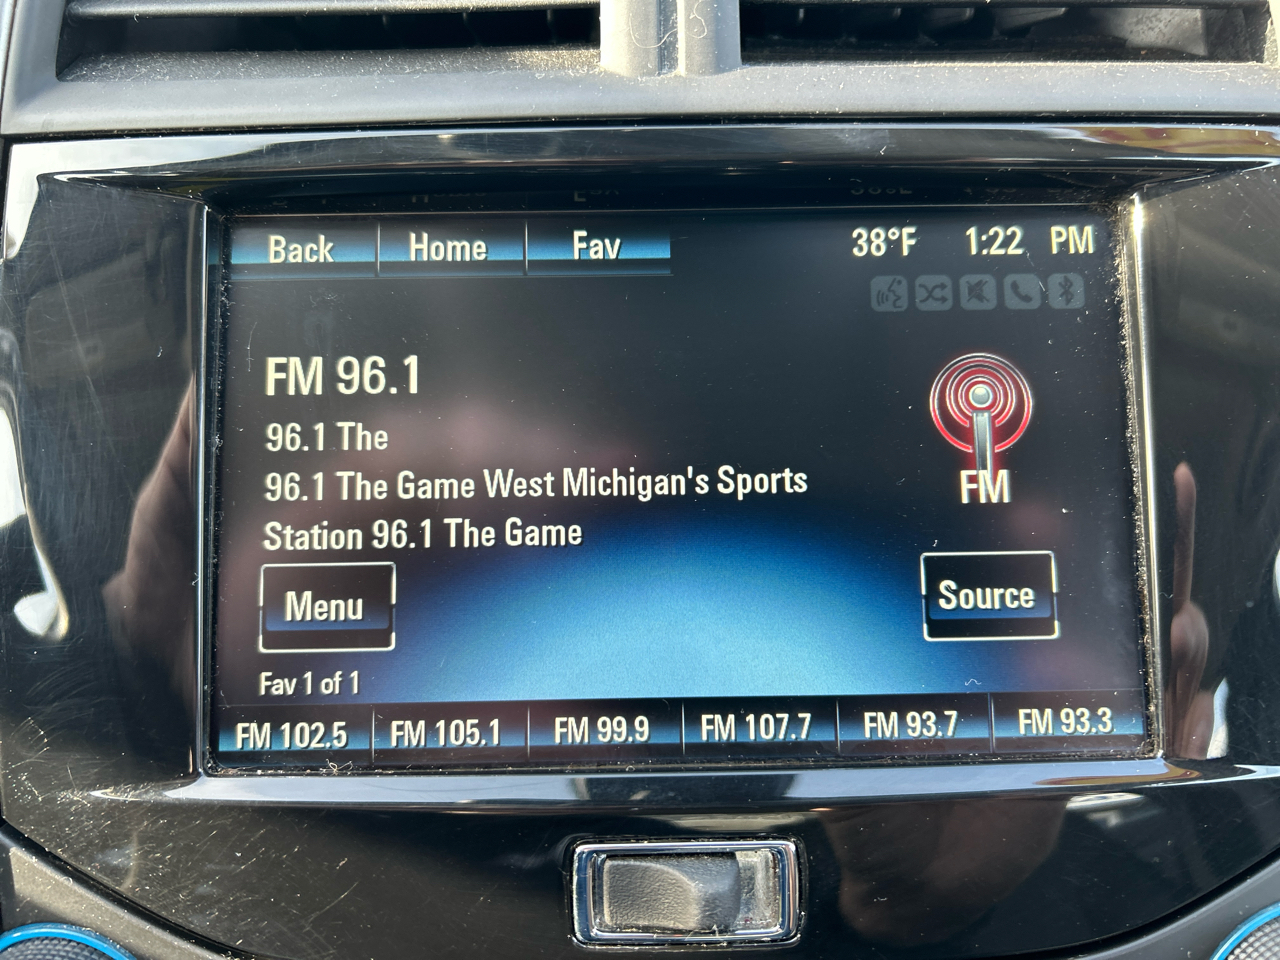 Back Home Fav 38°F 1:22 PM
FM 96.1
96.1 The
96.1 The Game West Michigan's Sports
Station 96.1 The Game
FM
Menu
Source
Fav 1 of 1
FM 102.5 FM 105.1 FM 99.9 FM 107.7 FM 93.7 FM 93.3